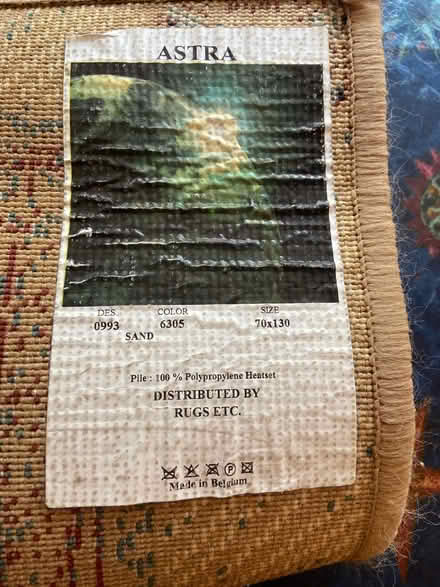 ASTRA
DES COLOR SIZE
0993 6305 70x130
SAND
Pile : 100 % Polypropylene Heatset
DISTRIBUTED BY
RUGS ETC.
P
Made in Belgium